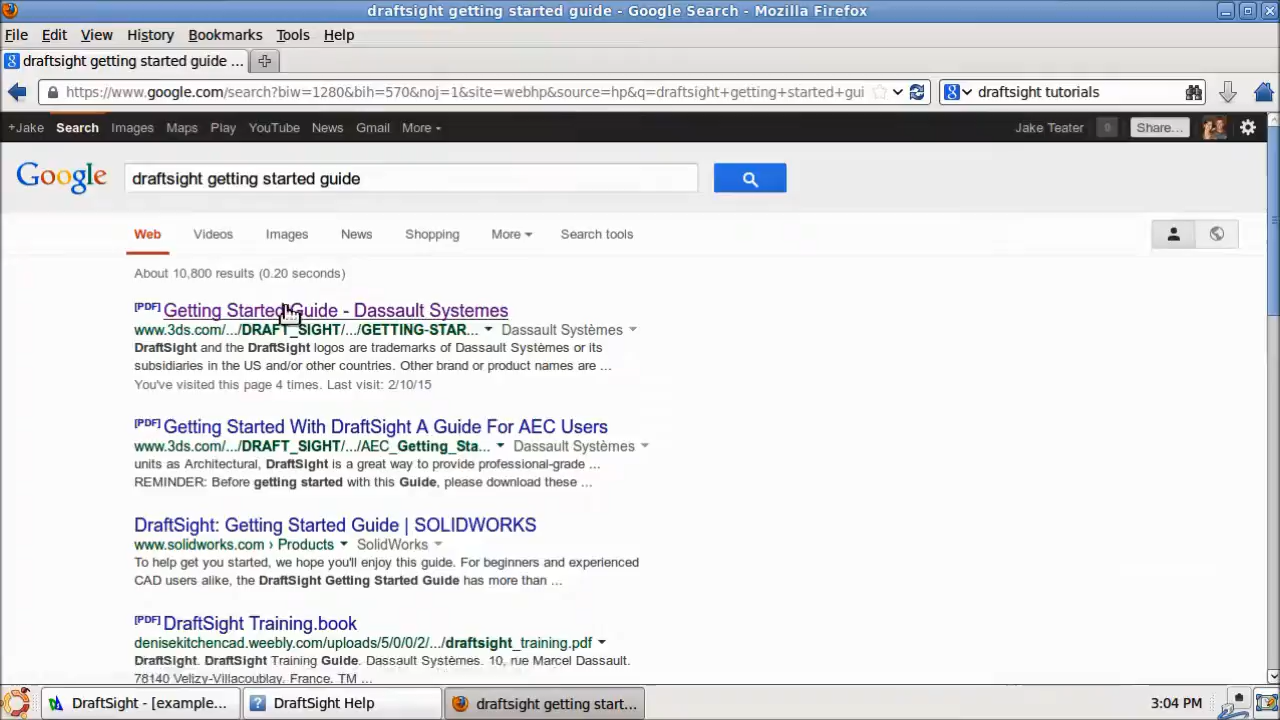 draftsight getting started guide - Google Search - Mozilla Firefox
File Edit View History Bookmarks Tools Help
draftsight getting started guide ...
https://www.google.com/search?biw=1280&bih=570&noj=1&site=webhp&source=hp&q=draftsight+getting+started+gui draftsight tutorials
+Jake Search Images Maps Play YouTube News Gmail More Jake Teater 0 Share...
Google draftsight getting started guide
Web Videos Images News Shopping More Search tools
About 10,800 results (0.20 seconds)
[PDF] Getting Started Guide - Dassault Systemes
www.3ds.com/.../DRAFT_SIGHT/.../GETTING-STAR... Dassault Systèmes
DraftSight and the DraftSight logos are trademarks of Dassault Systèmes or its
subsidiaries in the US and/or other countries. Other brand or product names are ...
You've visited this page 4 times. Last visit: 2/10/15
[PDF] Getting Started With DraftSight A Guide For AEC Users
www.3ds.com/.../DRAFT_SIGHT/.../AEC_Getting_Sta... Dassault Systèmes
units as Architectural, DraftSight is a great way to provide professional-grade ...
REMINDER: Before getting started with this Guide, please download these ...
DraftSight: Getting Started Guide | SOLIDWORKS
www.solidworks.com › Products SolidWorks
To help get you started, we hope you'll enjoy this guide. For beginners and experienced
CAD users alike, the DraftSight Getting Started Guide has more than ...
[PDF] DraftSight Training.book
denisekitchencad.weebly.com/uploads/5/0/0/2/.../draftsight_training.pdf
DraftSight. DraftSight Training Guide. Dassault Systèmes. 10, rue Marcel Dassault.
78140 Velizy-Villacoublay. France. TM ...
DraftSight - [example... DraftSight Help draftsight getting start... 3:04 PM